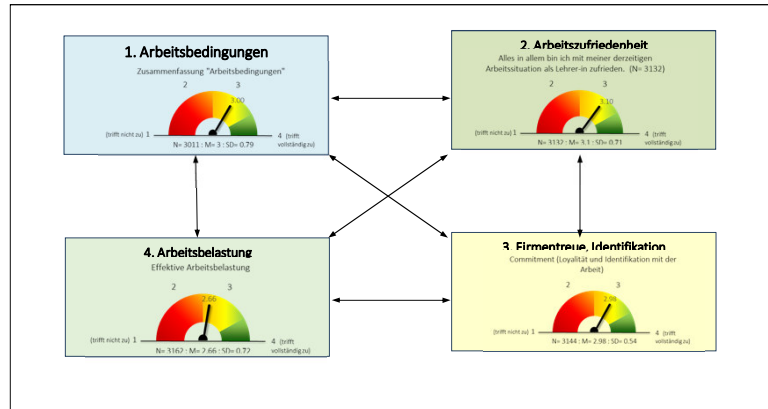 1. Arbeitsbedingungen
Zusammenfassung "Arbeitsbedingungen"
2
3
3.00
(trifft nicht zu) 1
4 (trifft
vollständig zu)
N= 3011 : M= 3 : SD= 0.79
2. Arbeitszufriedenheit
Alles in allem bin ich mit meiner derzeitigen
Arbeitssituation als Lehrer-in zufrieden. (N= 3132)
2
3
3.10
(trifft nicht zu) 1
4 (trifft
vollständig zu)
N= 3132 : M= 3.1 : SD= 0.71
4. Arbeitsbelastung
Effektive Arbeitsbelastung
2
3
2.66
(trifft nicht zu) 1
4 (trifft
vollständig zu)
N= 3162 : M= 2.66 : SD= 0.72
3. Firmentreue, Identifikation
Commitment (Loyalität und Identifikation mit der
Arbeit)
2
3
2.98
(trifft nicht zu) 1
4 (trifft
vollständig zu)
N= 3144 : M= 2.98 : SD= 0.54